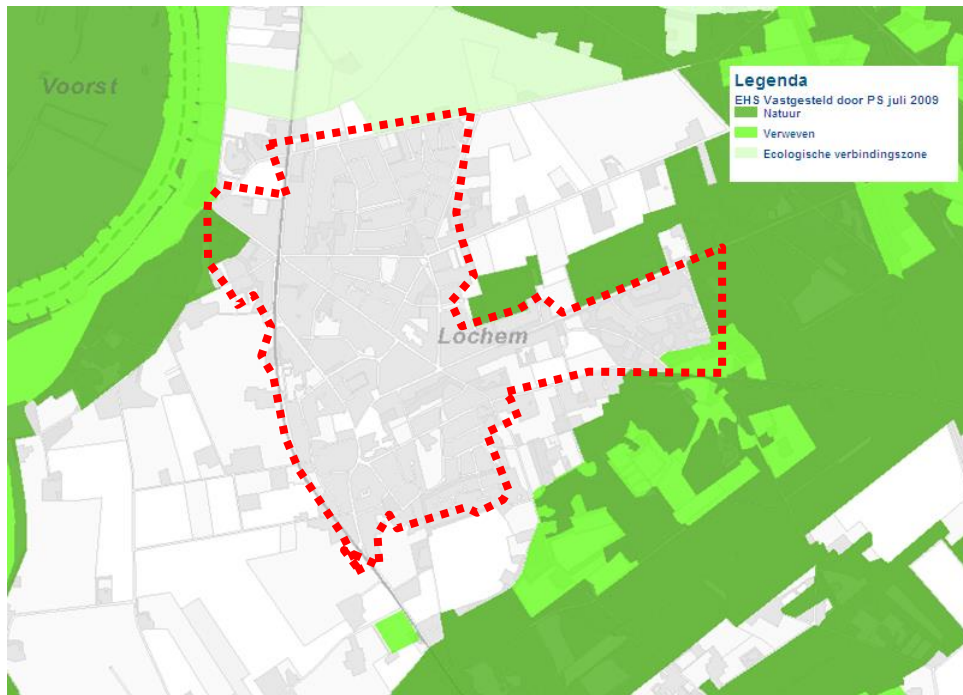 Voorst
Legenda
EHS Vastgesteld door PS juli 2009
Natuur
Verweven
Ecologische verbindingszone
Lochem